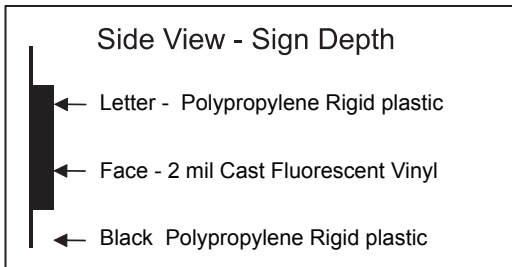 Side View - Sign Depth
Letter - Polypropylene Rigid plastic
Face - 2 mil Cast Fluorescent Vinyl
Black Polypropylene Rigid plastic